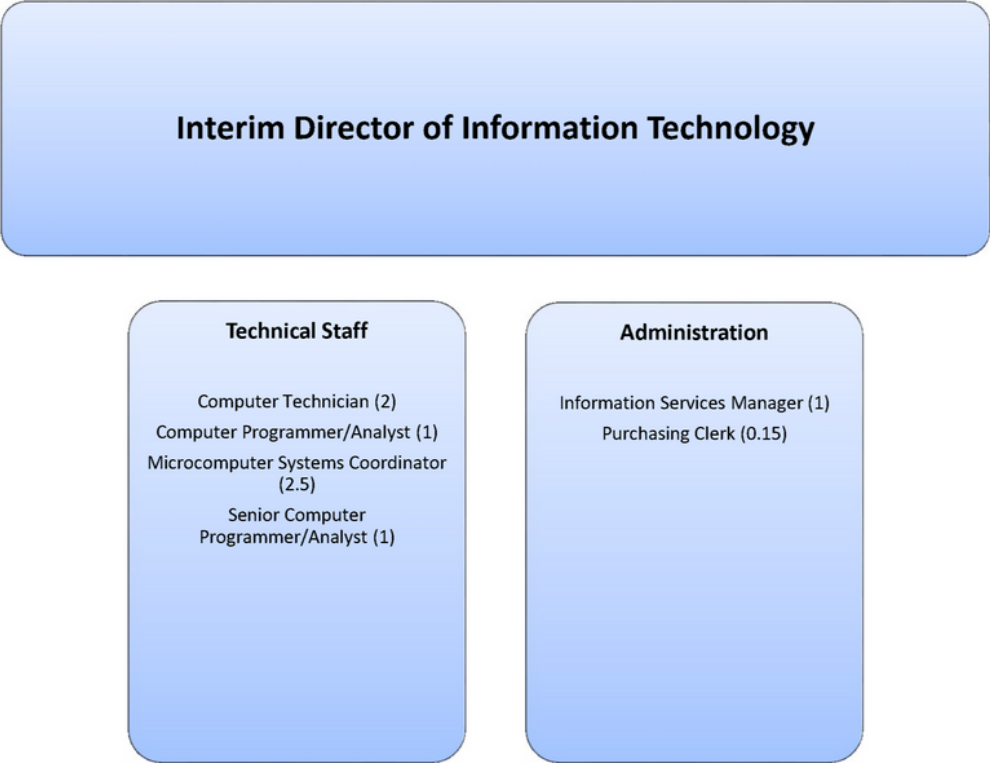 Interim Director of Information Technology
Technical Staff
Computer Technician (2)
Computer Programmer/Analyst (1)
Microcomputer Systems Coordinator
(2.5)
Senior Computer
Programmer/Analyst (1)
Administration
Information Services Manager (1)
Purchasing Clerk (0.15)